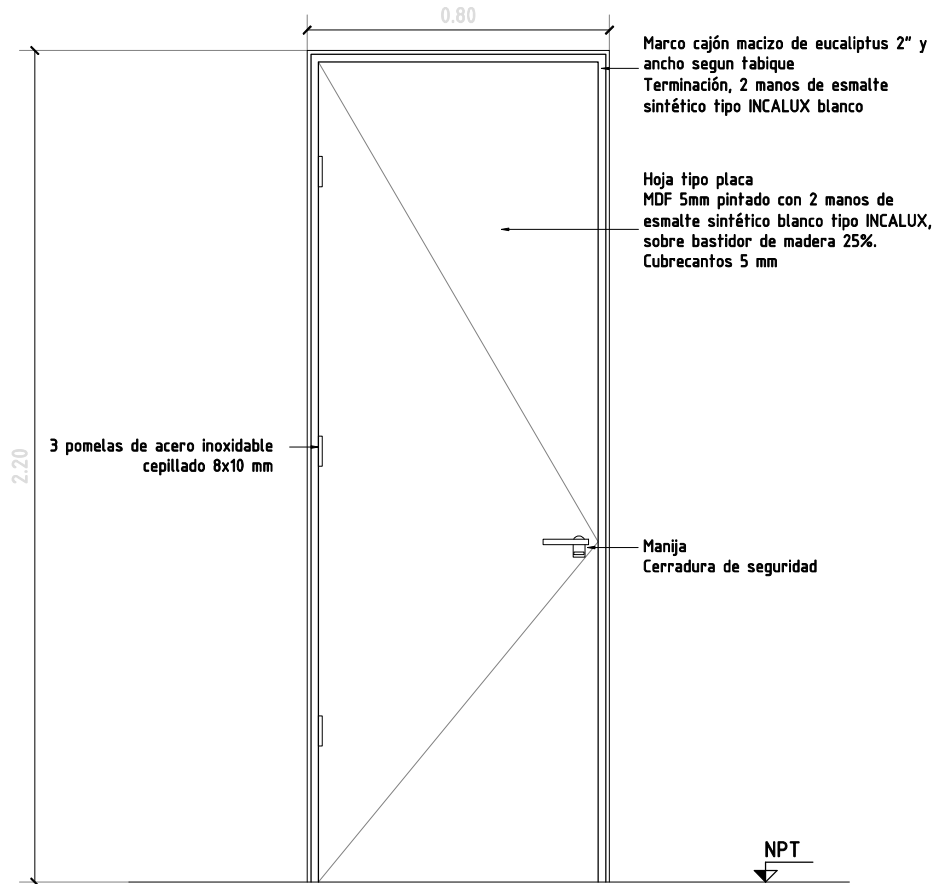 0.80
Marco cajón macizo de eucaliptus 2" y
ancho segun tabique
Terminación, 2 manos de esmalte
sintético tipo INCALUX blanco
Hoja tipo placa
MDF 5mm pintado con 2 manos de
esmalte sintético blanco tipo INCALUX,
sobre bastidor de madera 25%.
Cubrecantos 5 mm
3 pomelas de acero inoxidable
cepillado 8x10 mm
2.20
Manija
Cerradura de seguridad
NPT